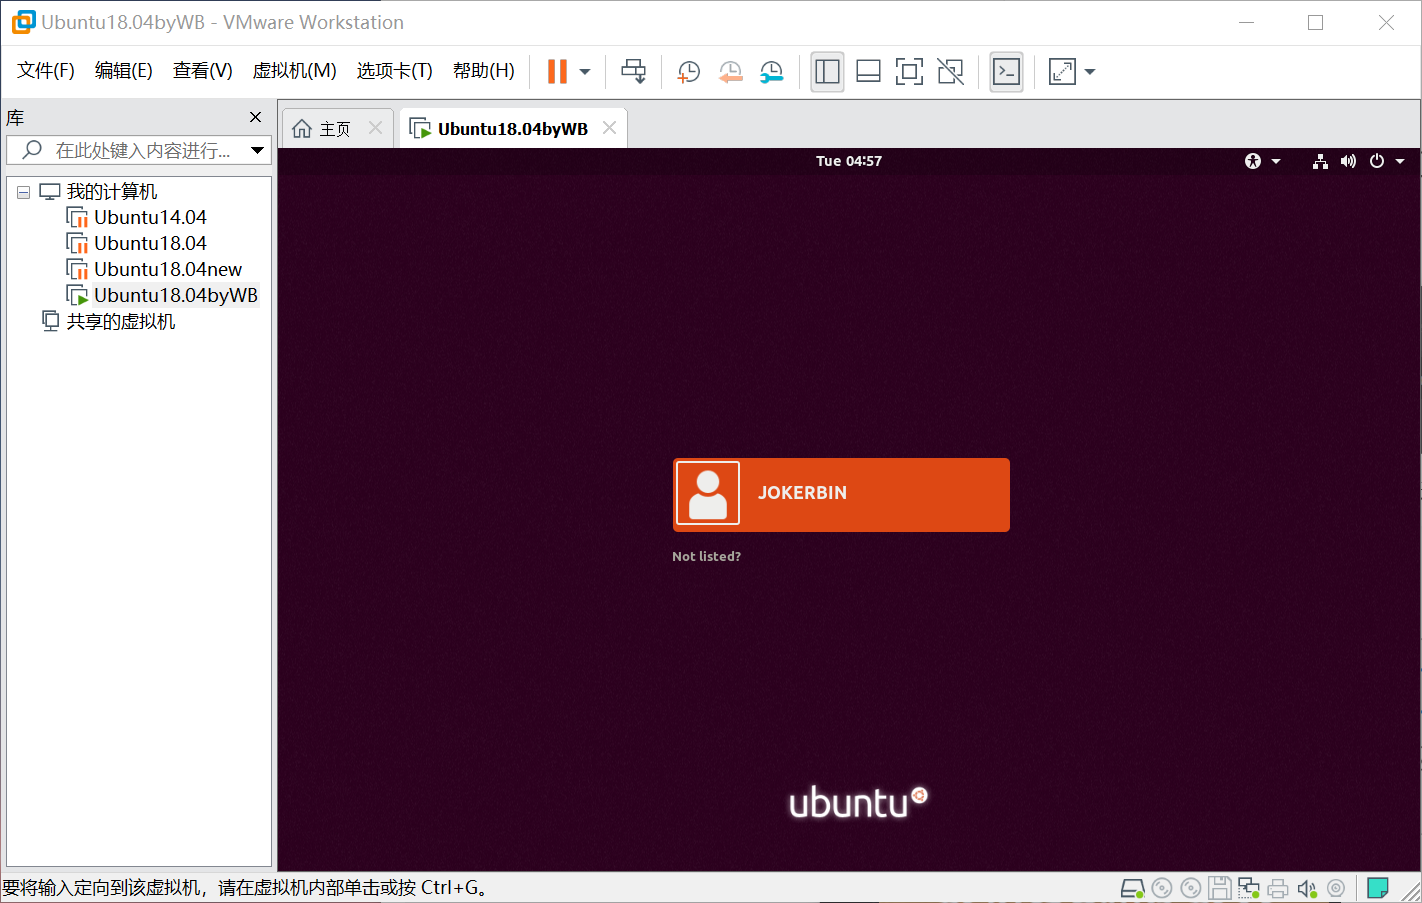 Ubuntu18.04byWB - VMware Workstation
文件(F) 编辑(E) 查看(V) 虚拟机(M) 选项卡(T) 帮助(H)
库
主页
Ubuntu18.04byWB
在此处键入内容进行...
Tue 04:57
我的计算机
Ubuntu14.04
Ubuntu18.04
Ubuntu18.04new
Ubuntu18.04byWB
共享的虚拟机
JOKERBIN
Not listed?
ubuntu
要将输入定向到该虚拟机，请在虚拟机内部单击或按 Ctrl+G。